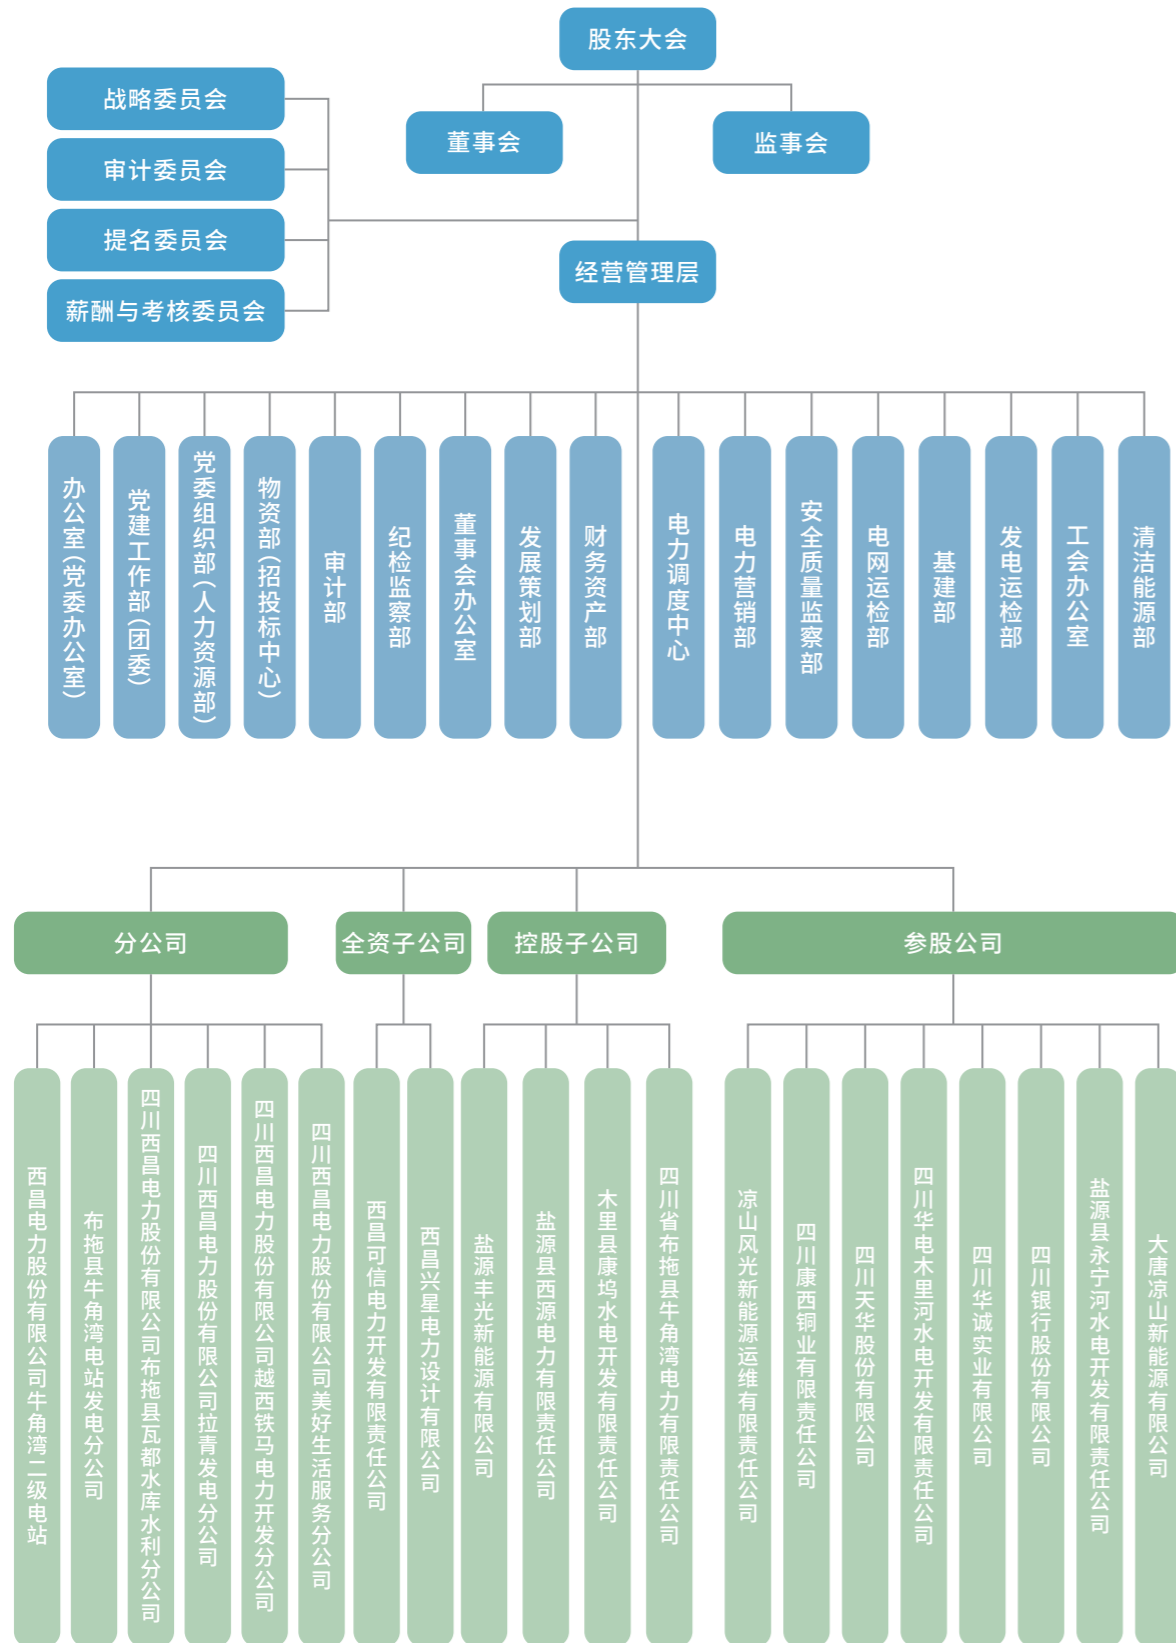 股东大会
董事会
监事会
战略委员会
审计委员会
提名委员会
薪酬与考核委员会
经营管理层
办公室（党委办公室）
党建工作部（团委）
党委组织部（人力资源部）
物资部（招投标中心）
审计部
纪检监察部
董事会办公室
发展策划部
财务资产部
电力调度中心
电力营销部
安全质量监察部
电网运检部
基建部
发电运检部
工会办公室
清洁能源部
分公司
全资子公司
控股子公司
参股公司
西昌电力股份有限公司牛角湾二级电站
布拖县牛角湾电站发电分公司
四川西昌电力股份有限公司布拖县瓦都水库水利分公司
四川西昌电力股份有限公司拉青发电分公司
四川西昌电力股份有限公司越西铁马电力开发分公司
四川西昌电力股份有限公司美好生活服务分公司
西昌可信电力开发有限责任公司
西昌兴星电力设计有限公司
盐源丰光新能源有限公司
盐源县西源电力有限责任公司
木里县康坞水电开发有限责任公司
四川省布拖县牛角湾电力有限责任公司
凉山风光新能源运维有限责任公司
四川康西铜业有限责任公司
四川天华股份有限公司
四川华电木里河水电开发有限责任公司
四川华诚实业有限公司
四川银行股份有限公司
盐源县永宁河水电开发有限责任公司
大唐凉山新能源有限公司